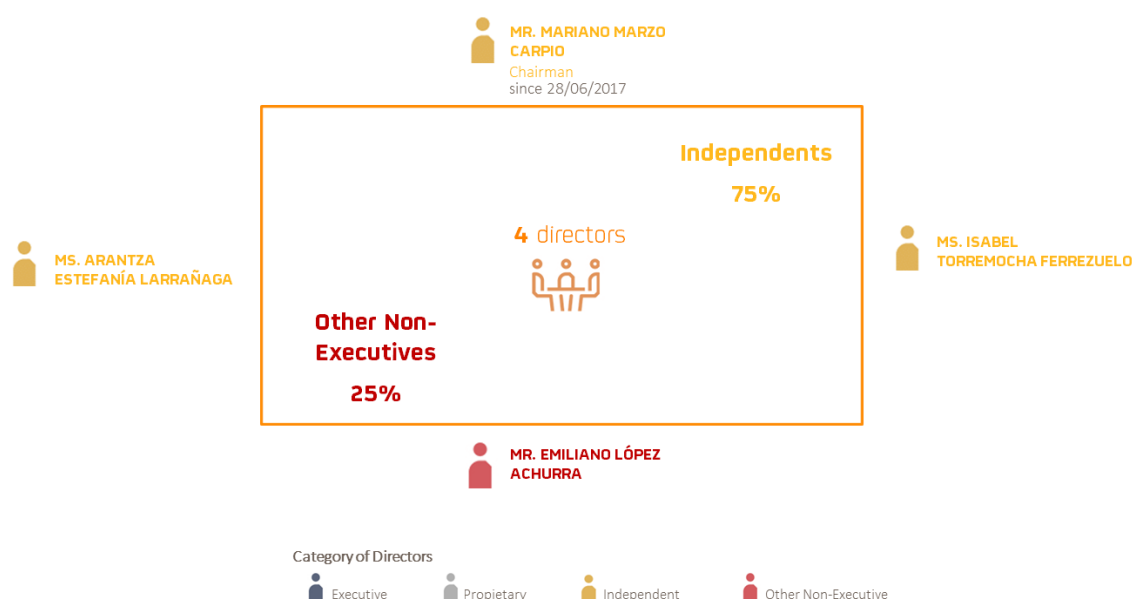 MR. MARIANO MARZO
CARPIO
Chairman
since 28/06/2017
Independents
75%
4 directors
MS. ARANTZA
ESTEFANÍA LARRAÑAGA
MS. ISABEL
TORREMOCHA FERREZUELO
Other Non-
Executives
25%
MR. EMILIANO LÓPEZ
ACHURRA
Category of Directors
Executive
Propietary
Independent
Other Non-Executive